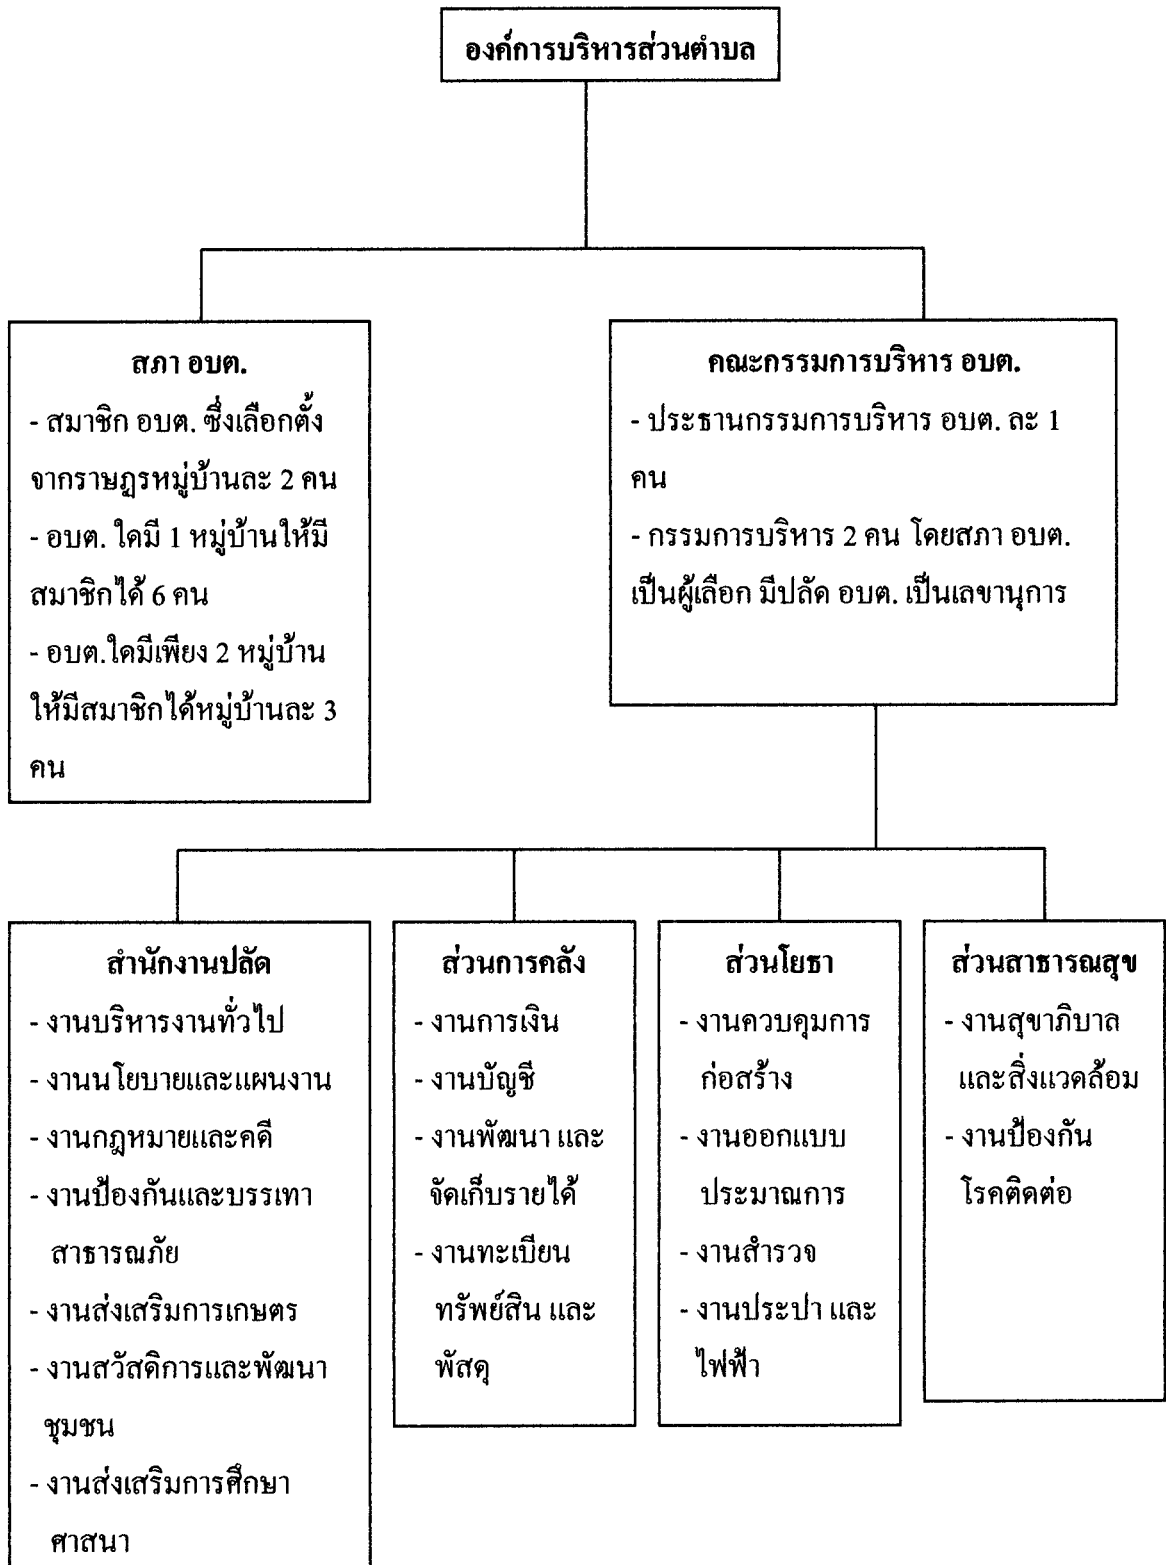 องค์การบริหารส่วนตำบล
สภา อบต.
- สมาชิก อบต. ซึ่งเลือกตั้ง
จากราษฎรหมู่บ้านละ 2 คน
- อบต. ใดมี 1 หมู่บ้านให้มี
สมาชิกได้ 6 คน
- อบต.ใดมีเพียง 2 หมู่บ้าน
ให้มีสมาชิกได้หมู่บ้านละ 3
คน
คณะกรรมการบริหาร อบต.
- ประธานกรรมการบริหาร อบต. ละ 1
คน
- กรรมการบริหาร 2 คน โดยสภา อบต.
เป็นผู้เลือก มีปลัด อบต. เป็นเลขานุการ
สำนักงานปลัด
- งานบริหารงานทั่วไป
- งานนโยบายและแผนงาน
- งานกฎหมายและคดี
- งานป้องกันและบรรเทา
สาธารณภัย
- งานส่งเสริมการเกษตร
- งานสวัสดิการและพัฒนา
ชุมชน
- งานส่งเสริมการศึกษา
ศาสนา
ส่วนการคลัง
- งานการเงิน
- งานบัญชี
- งานพัฒนา และ
จัดเก็บรายได้
- งานทะเบียน
ทรัพย์สิน และ
พัสดุ
ส่วนโยธา
- งานควบคุมการ
ก่อสร้าง
- งานออกแบบ
ประมาณการ
- งานสำรวจ
- งานประปา และ
ไฟฟ้า
ส่วนสาธารณสุข
- งานสุขาภิบาล
และสิ่งแวดล้อม
- งานป้องกัน
โรคติดต่อ